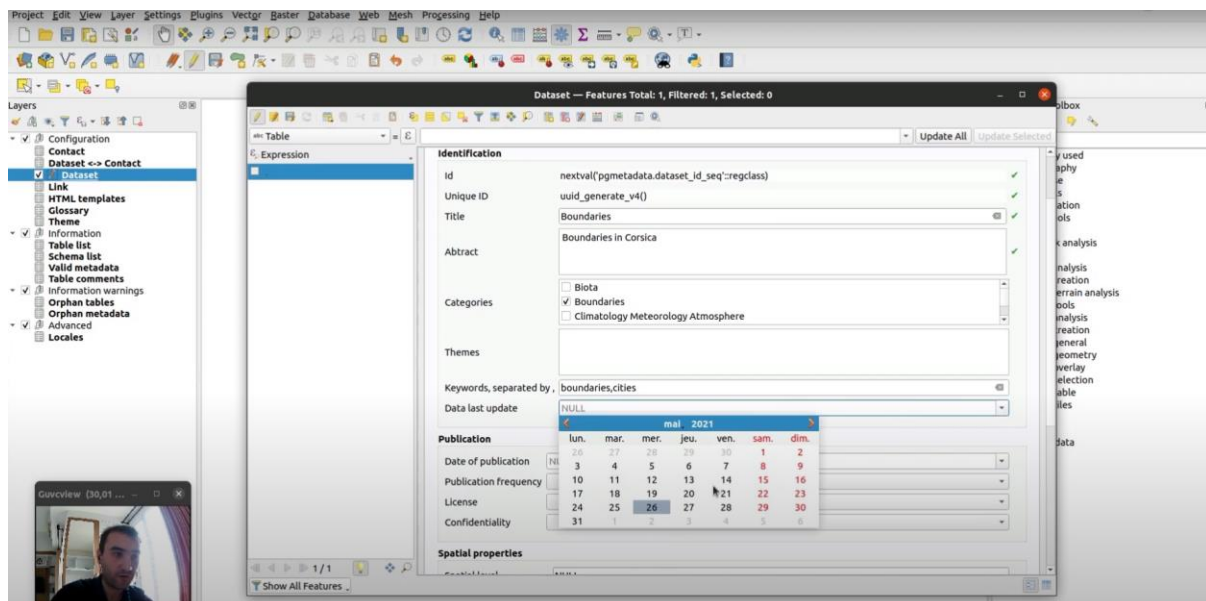 Project Edit View Layer Settings Plugins Vector Raster Database Web Mesh Processing Help
Layers
Configuration
Contact
Dataset <-> Contact
Dataset
Link
HTML templates
Glossary
Theme
Information
Table list
Schema list
Valid metadata
Table comments
Information warnings
Orphan tables
Orphan metadata
Advanced
Locales
Dataset — Features Total: 1, Filtered: 1, Selected: 0
abc Table = ε Update All Update Selected
Expression
1/1
Show All Features
Identification
Id nextval('pgmetadata.dataset_id_seq'::regclass)
Unique ID uuid_generate_v4()
Title Boundaries
Abtract Boundaries in Corsica
Categories
Biota
Boundaries
Climatology Meteorology Atmosphere
Themes
Keywords, separated by , boundaries,cities
Data last update NULL
mai 2021
lun. mar. mer. jeu. ven. sam. dim.
26 27 28 29 30 1 2
3 4 5 6 7 8 9
10 11 12 13 14 15 16
17 18 19 20 21 22 23
24 25 26 27 28 29 30
31 1 2 3 4 5 6
Publication
Date of publication
Publication frequency
License
Confidentiality
Spatial properties
olbox
y used
aphy
e
s
ation
ols
k analysis
nalysis
reation
errain analysis
ools
analysis
reation
general
geometry
overlay
election
able
iles
data
Guvcview (30,01 ...